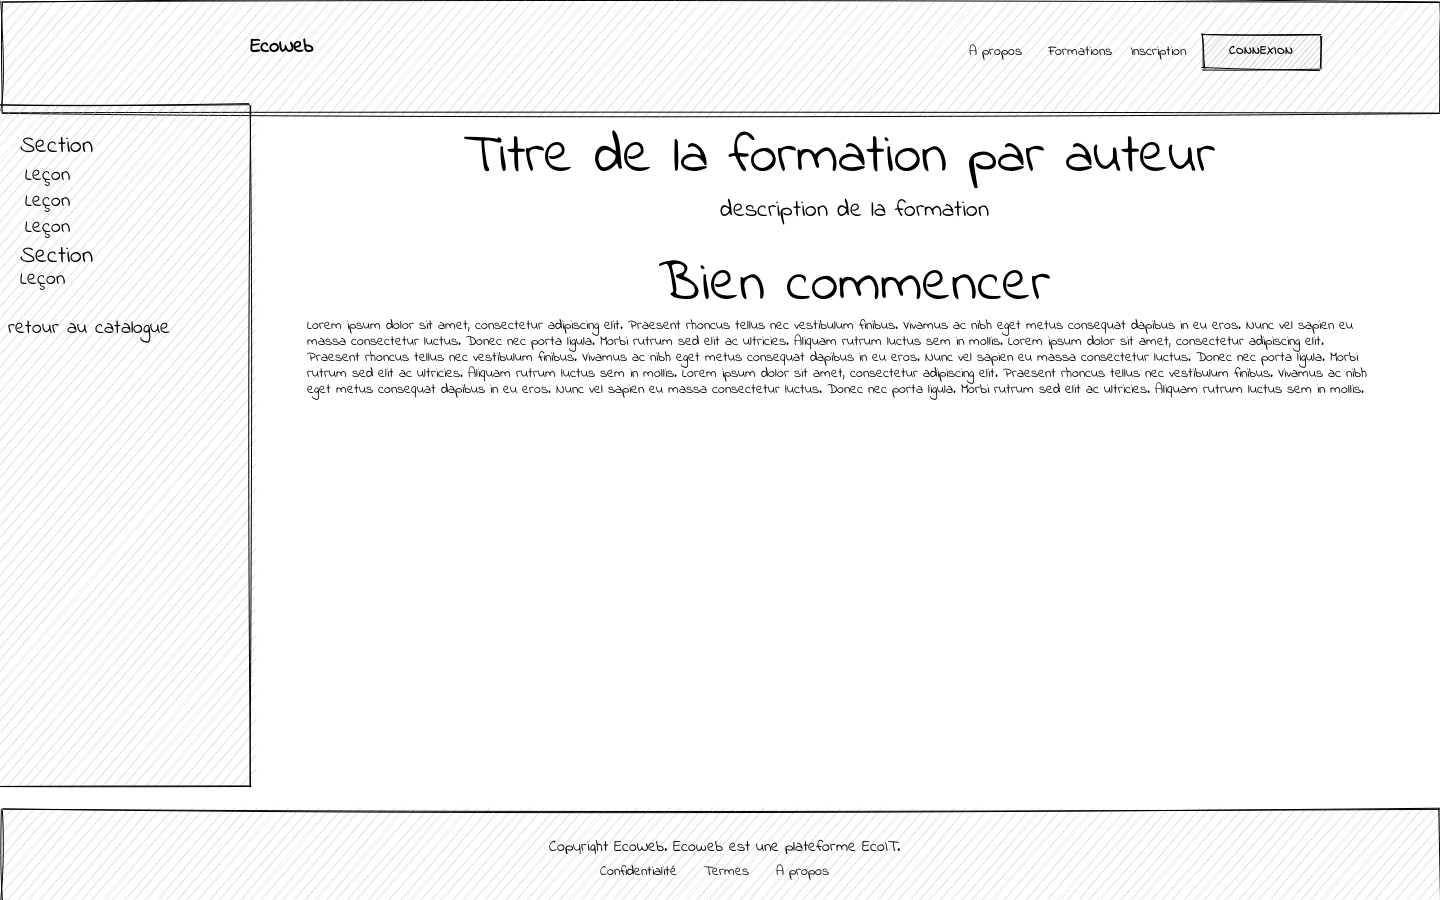 Ecoweb
À propos Formations Inscription CONNEXION
Section
Leçon
Leçon
Leçon
Section
Leçon
retour au catalogue
Titre de la formation par auteur
description de la formation
Bien commencer
Lorem ipsum dolor sit amet, consectetur adipiscing elit. Praesent rhoncus tellus nec vestibulum finibus. Vivamus ac nibh eget metus consequat dapibus in eu eros. Nunc vel sapien eu
massa consectetur luctus. Donec nec porta ligula. Morbi rutrum sed elit ac ultricies. Aliquam rutrum luctus sem in mollis. Lorem ipsum dolor sit amet, consectetur adipiscing elit.
Praesent rhoncus tellus nec vestibulum finibus. Vivamus ac nibh eget metus consequat dapibus in eu eros. Nunc vel sapien eu massa consectetur luctus. Donec nec porta ligula. Morbi
rutrum sed elit ac ultricies. Aliquam rutrum luctus sem in mollis. Lorem ipsum dolor sit amet, consectetur adipiscing elit. Praesent rhoncus tellus nec vestibulum finibus. Vivamus ac nibh
eget metus consequat dapibus in eu eros. Nunc vel sapien eu massa consectetur luctus. Donec nec porta ligula. Morbi rutrum sed elit ac ultricies. Aliquam rutrum luctus sem in mollis.
Copyright Ecoweb. Ecoweb est une plateforme EcoIT.
Confidentialité Termes À propos